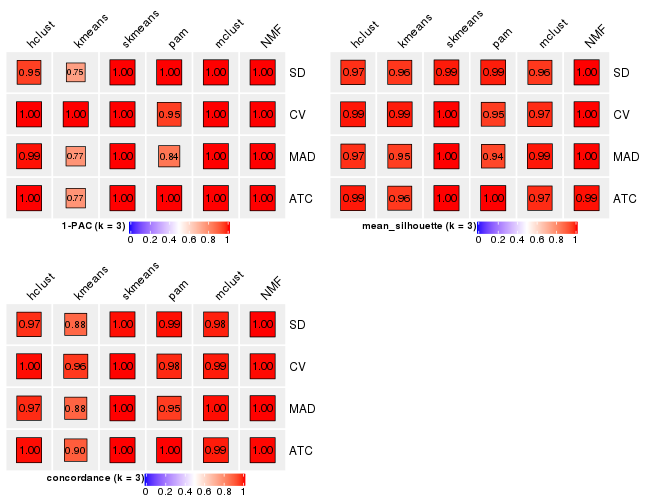 hclust kmeans skmeans pam mclust NMF
0.95 0.75 1.00 1.00 1.00 1.00 SD
1.00 1.00 1.00 0.95 1.00 1.00 CV
0.99 0.77 1.00 0.84 1.00 1.00 MAD
1.00 0.77 1.00 1.00 1.00 1.00 ATC
1-PAC (k = 3)
0 0.2 0.4 0.6 0.8 1
hclust kmeans skmeans pam mclust NMF
0.97 0.96 0.99 0.99 0.96 1.00 SD
0.99 0.99 1.00 0.95 0.97 1.00 CV
0.97 0.95 1.00 0.94 0.99 1.00 MAD
0.99 0.96 1.00 1.00 0.97 0.99 ATC
mean_silhouette (k = 3)
0 0.2 0.4 0.6 0.8 1
hclust kmeans skmeans pam mclust NMF
0.97 0.88 1.00 0.99 0.98 1.00 SD
1.00 0.96 1.00 0.98 0.99 1.00 CV
0.97 0.88 1.00 0.95 1.00 1.00 MAD
1.00 0.90 1.00 1.00 0.99 1.00 ATC
concordance (k = 3)
0 0.2 0.4 0.6 0.8 1